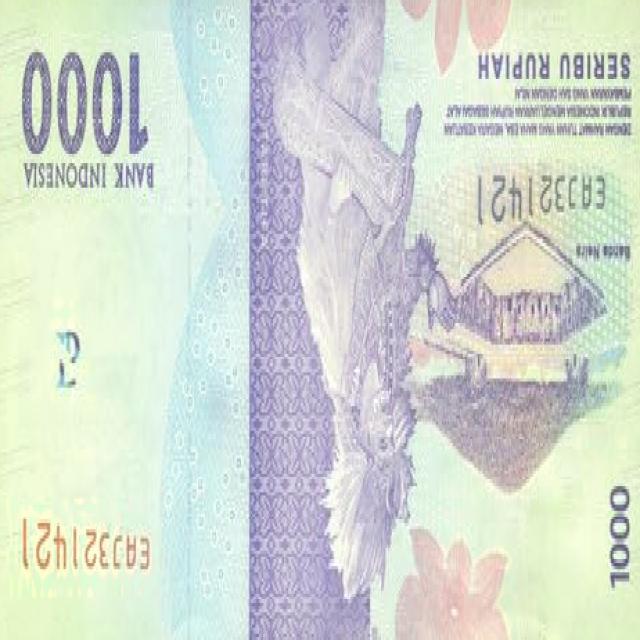 1000
EAJ321421
Banda Neira
EAJ321421
DENGAN RAHMAT TUHAN YANG MAHA ESA, NEGARA KESATUAN
REPUBLIK INDONESIA MENGELUARKAN RUPIAH SEBAGAI ALAT
PEMBAYARAN YANG SAH DENGAN NILAI
SERIBU RUPIAH
BANK INDONESIA
1000